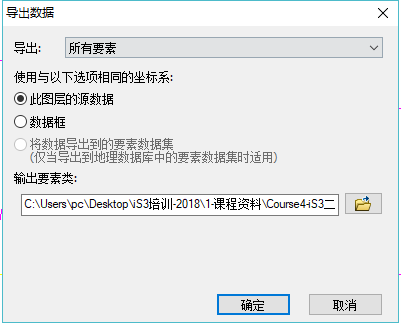 导出数据
导出: 所有要素
使用与以下选项相同的坐标系:
此图层的源数据
数据框
将数据导出到的要素数据集
(仅当导出到地理数据库中的要素数据集时适用)
输出要素类:
C:\Users\pc\Desktop\iS3培训-2018\1-课程资料\Course4-iS3二
确定 取消